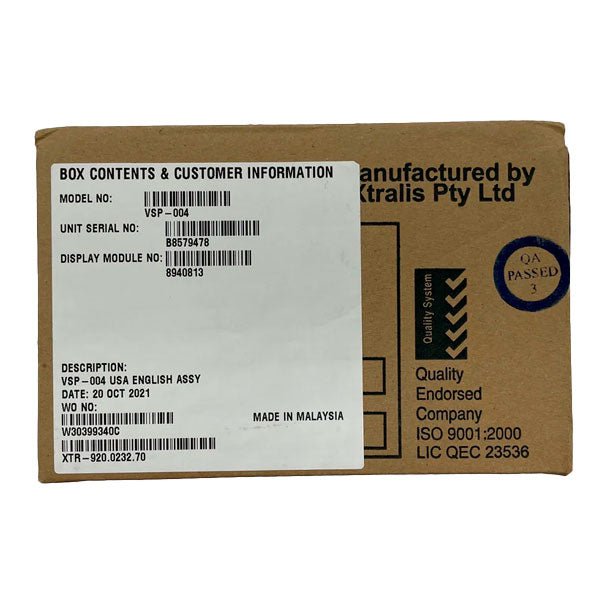 BOX CONTENTS & CUSTOMER INFORMATION
MODEL NO:
VSP-004
UNIT SERIAL NO:
B8579478
DISPLAY MODULE NO:
8940813
DESCRIPTION:
VSP-004 USA ENGLISH ASSY
DATE: 20 OCT 2021
WO NO:
MADE IN MALAYSIA
W30399340C
XTR-920.0232.70
anufactured by
Xtralis Pty Ltd
QA
PASSED
3
Quality System
Quality
Endorsed
Company
ISO 9001:2000
LIC QEC 23536